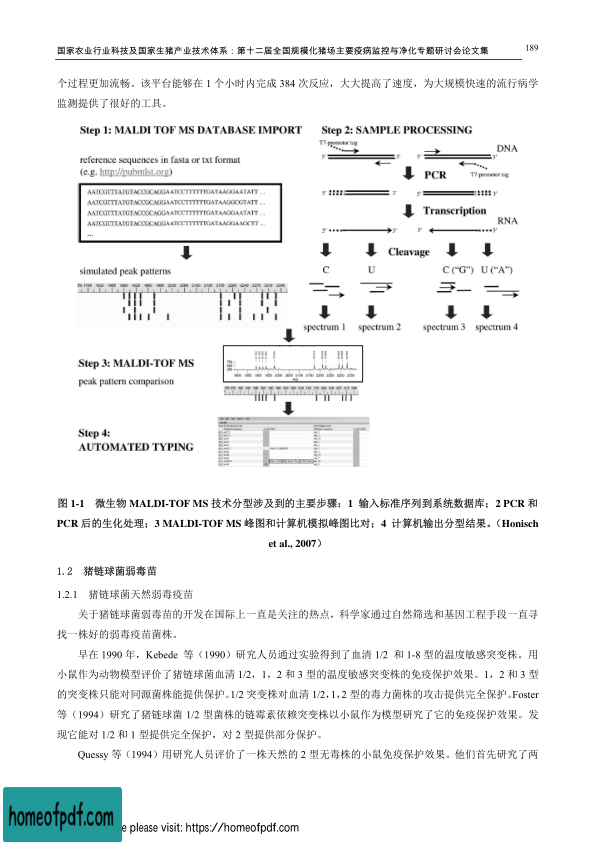 国家农业行业科技及国家生猪产业技术体系：第十二届全国规模化猪场主要疫病监控与净化专题研讨会论文集 189
个过程更加流畅。该平台能够在 1 个小时内完成 384 次反应，大大提高了速度，为大规模快速的流行病学
监测提供了很好的工具。
Step 1: MALDI TOF MS DATABASE IMPORT
reference sequences in fasta or txt format
(e.g. http://pubmlst.org)
AATCGTTTATGTACCGCAGGAATCCTTTTTTGATAAGGAATATT ...
AATCGTTTATGTACCGCAGGAATCCTTTTTTGATAAGGCGTATT ...
AATCGTTTATGTACCGCAGGAATCCTTTTTTGATAAGGAATATT ...
AATCGTTTATGTACCGCAGGAATCCTTTTTTGATAAGGAAGCTT ...
...
simulated peak patterns
Step 2: SAMPLE PROCESSING
T7-promotor tag
DNA
5' 3' 5' 3'
PCR
T7-promotor tag
5' 3' 5' 3'
Transcription
RNA
5' 3' 5' 3'
Cleavage
C U C ("G") U ("A")
spectrum 1 spectrum 2 spectrum 3 spectrum 4
Step 3: MALDI-TOF MS
peak pattern comparison
Step 4:
AUTOMATED TYPING
图 1-1 微生物 MALDI-TOF MS 技术分型涉及到的主要步骤：1 输入标准序列到系统数据库；2 PCR 和
PCR 后的生化处理；3 MALDI-TOF MS 峰图和计算机模拟峰图比对；4 计算机输出分型结果。（Honisch
et al., 2007）
1.2 猪链球菌弱毒苗
1.2.1 猪链球菌天然弱毒疫苗
关于猪链球菌弱毒苗的开发在国际上一直是关注的热点，科学家通过自然筛选和基因工程手段一直寻
找一株好的弱毒疫苗菌株。
早在 1990 年，Kebede 等（1990）研究人员通过实验得到了血清 1/2 和 1-8 型的温度敏感突变株。用
小鼠作为动物模型评价了猪链球菌血清 1/2，1，2 和 3 型的温度敏感突变株的免疫保护效果。1，2 和 3 型
的突变株只能对同源菌株能提供保护。1/2 突变株对血清 1/2，1，2 型的毒力菌株的攻击提供完全保护。Foster
等（1994）研究了猪链球菌 1/2 型菌株的链霉素依赖突变株以小鼠作为模型研究了它的免疫保护效果。发
现它能对 1/2 和 1 型提供完全保护，对 2 型提供部分保护。
Quessy 等（1994）用研究人员评价了一株天然的 2 型无毒株的小鼠免疫保护效果。他们首先研究了两
homeofpdf.com
e please visit: https://homeofpdf.com